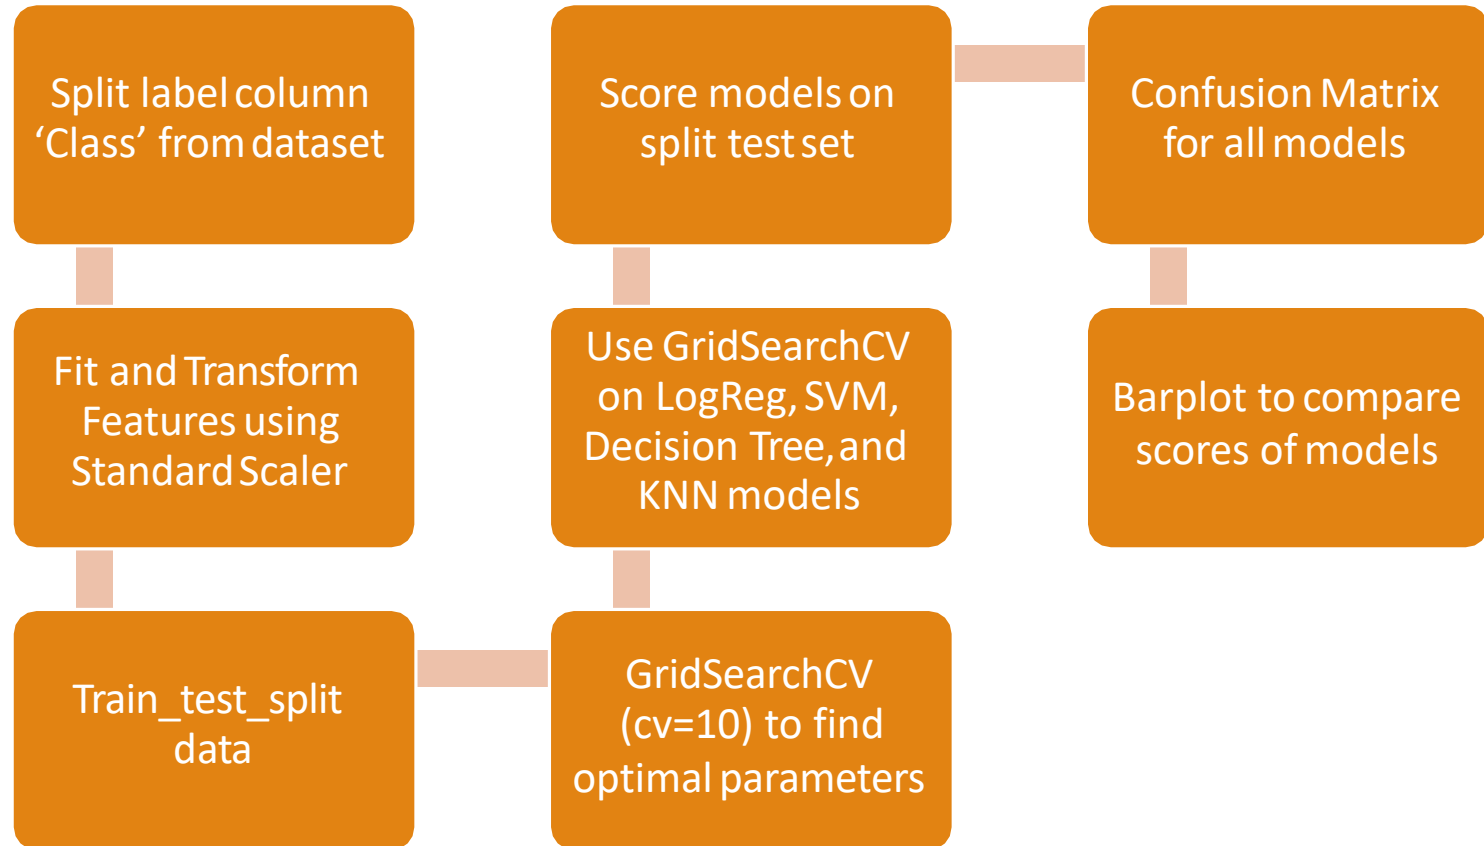 Split label column
‘Class’ from dataset
Fit and Transform
Features using
Standard Scaler
Train_test_split
data
GridSearchCV
(cv=10) to find
optimal parameters
Use GridSearchCV
on LogReg, SVM,
Decision Tree, and
KNN models
Score models on
split test set
Confusion Matrix
for all models
Barplot to compare
scores of models